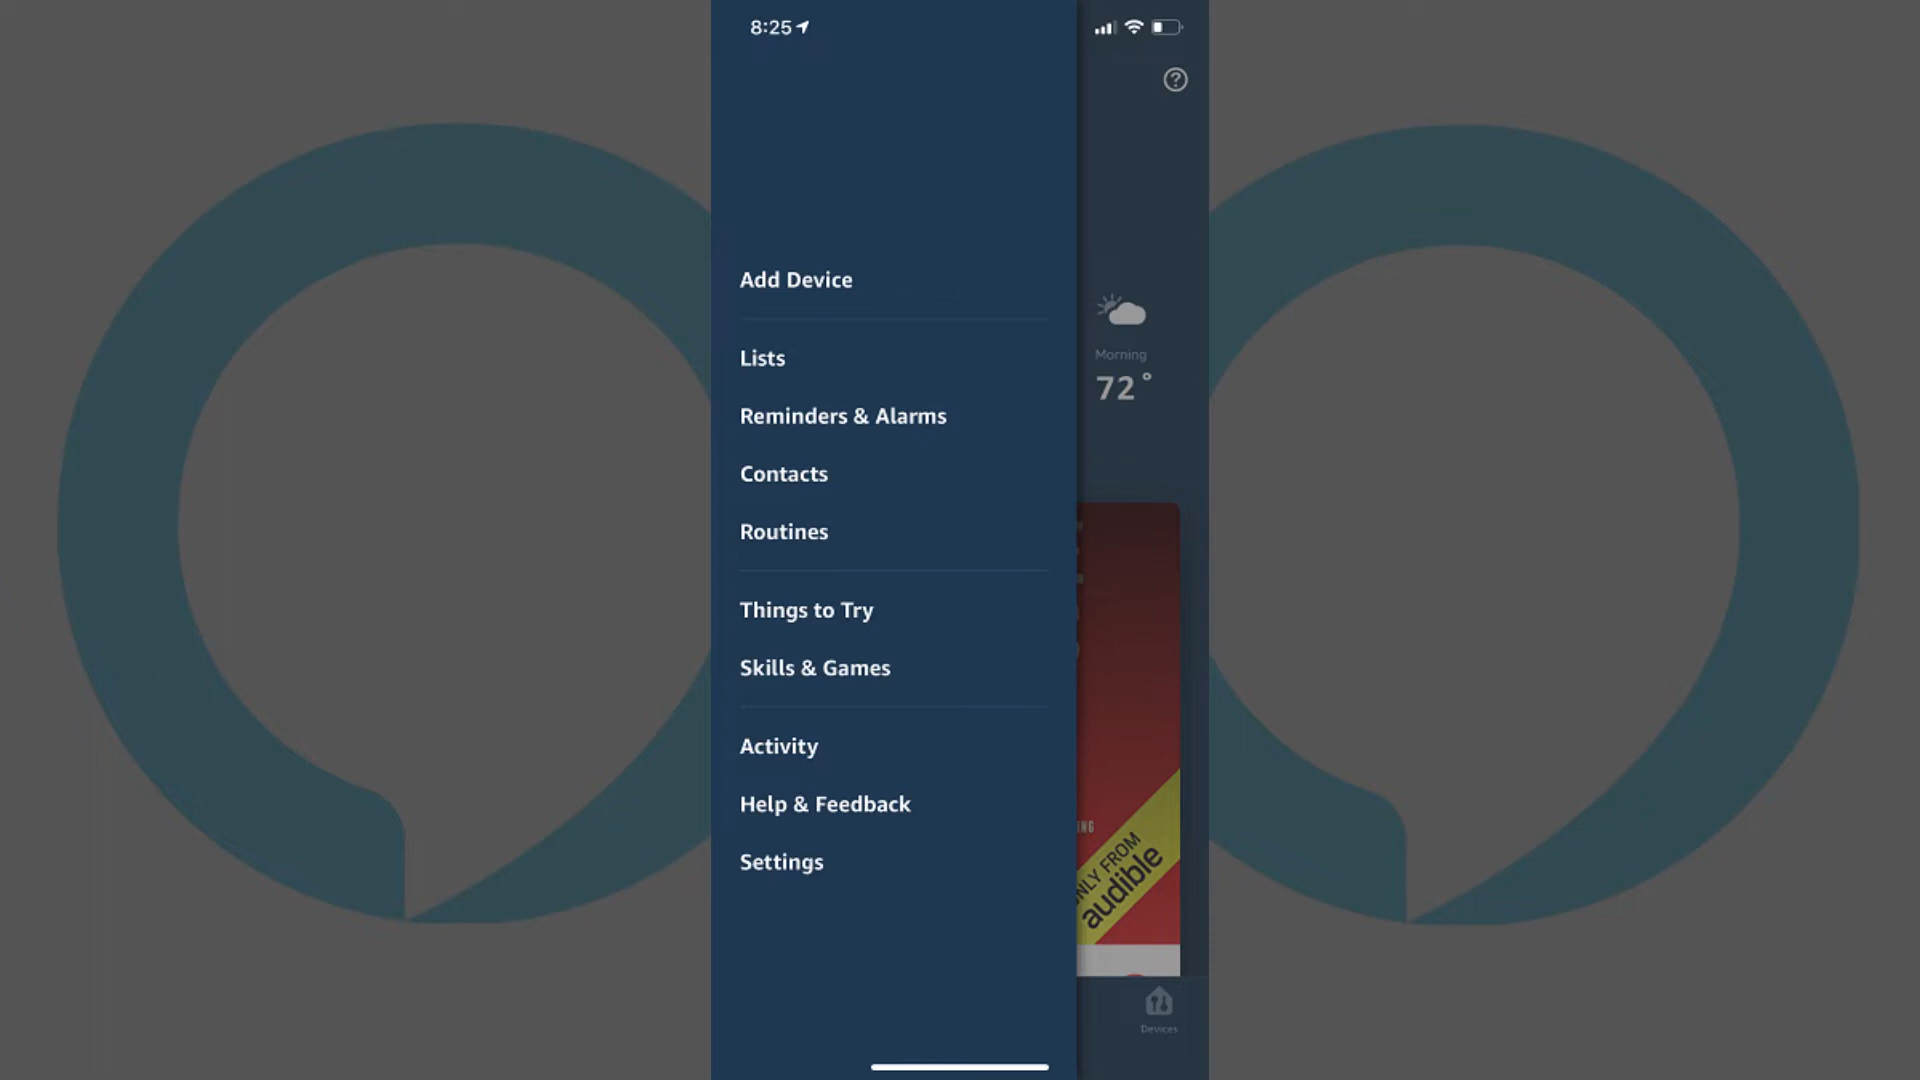 8:25
Add Device
Lists
Reminders & Alarms
Contacts
Routines
Things to Try
Skills & Games
Activity
Help & Feedback
Settings
Morning
72°
FROM
audible
Devices